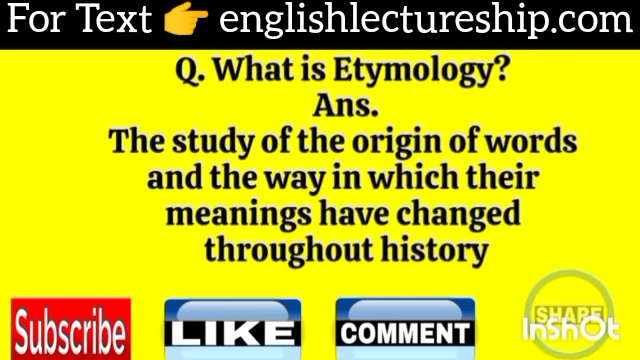 For Text 👉 englishlectureship.com
Q. What is Etymology?
Ans.
The study of the origin of words
and the way in which their
meanings have changed
throughout history
Subscribe
LIKE
COMMENT
SHARE
InShOt